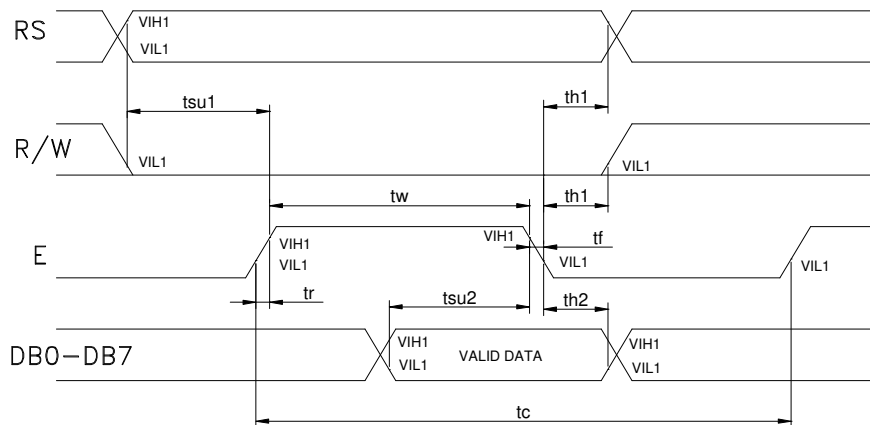 RS
VIH1
VIL1
tsu1
th1
R/W
VIL1
VIL1
tw
th1
E
VIH1
VIL1
VIH1
tf
VIL1
VIL1
tr
tsu2
th2
DB0-DB7
VIH1
VIL1
VALID DATA
VIH1
VIL1
tc